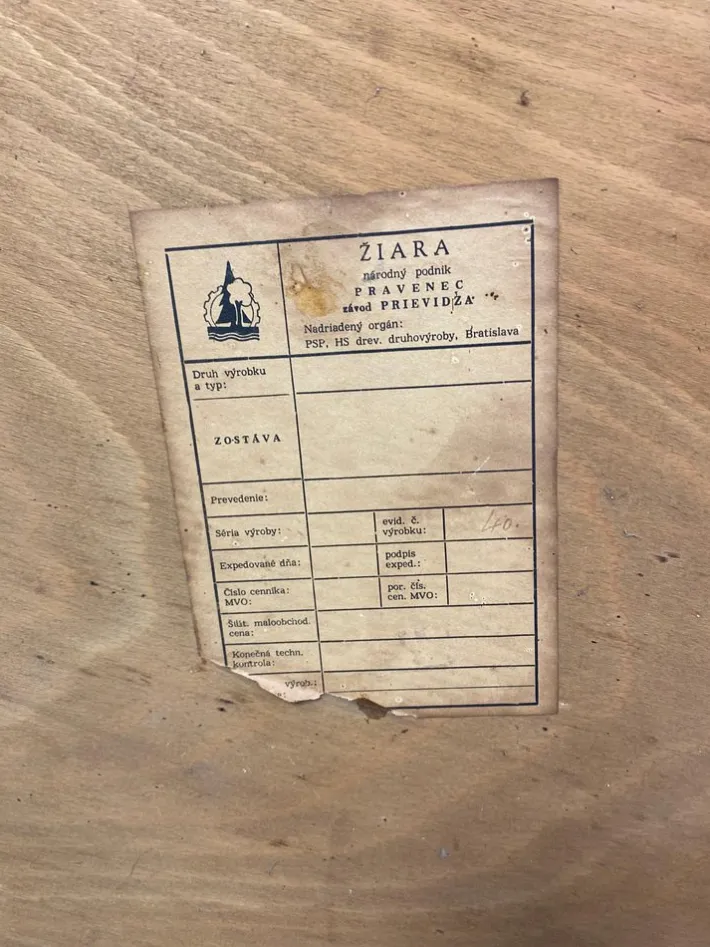 ŽIARA
národný podnik
PRAVENEC
závod PRIEVIDZA
Nadriadený orgán:
PSP, HS drev. druhovýroby, Bratislava
Druh výrobku
a typ:
ZOSTÁVA
Prevedenie:
Séria výroby:
evid. č.
výrobku:
40.
Expedované dňa:
podpis
exped.:
Číslo cenníka:
MVO:
por. čís.
cen. MVO:
Štát. maloobchod.
cena:
Konečná techn.
kontrola:
výrob.: